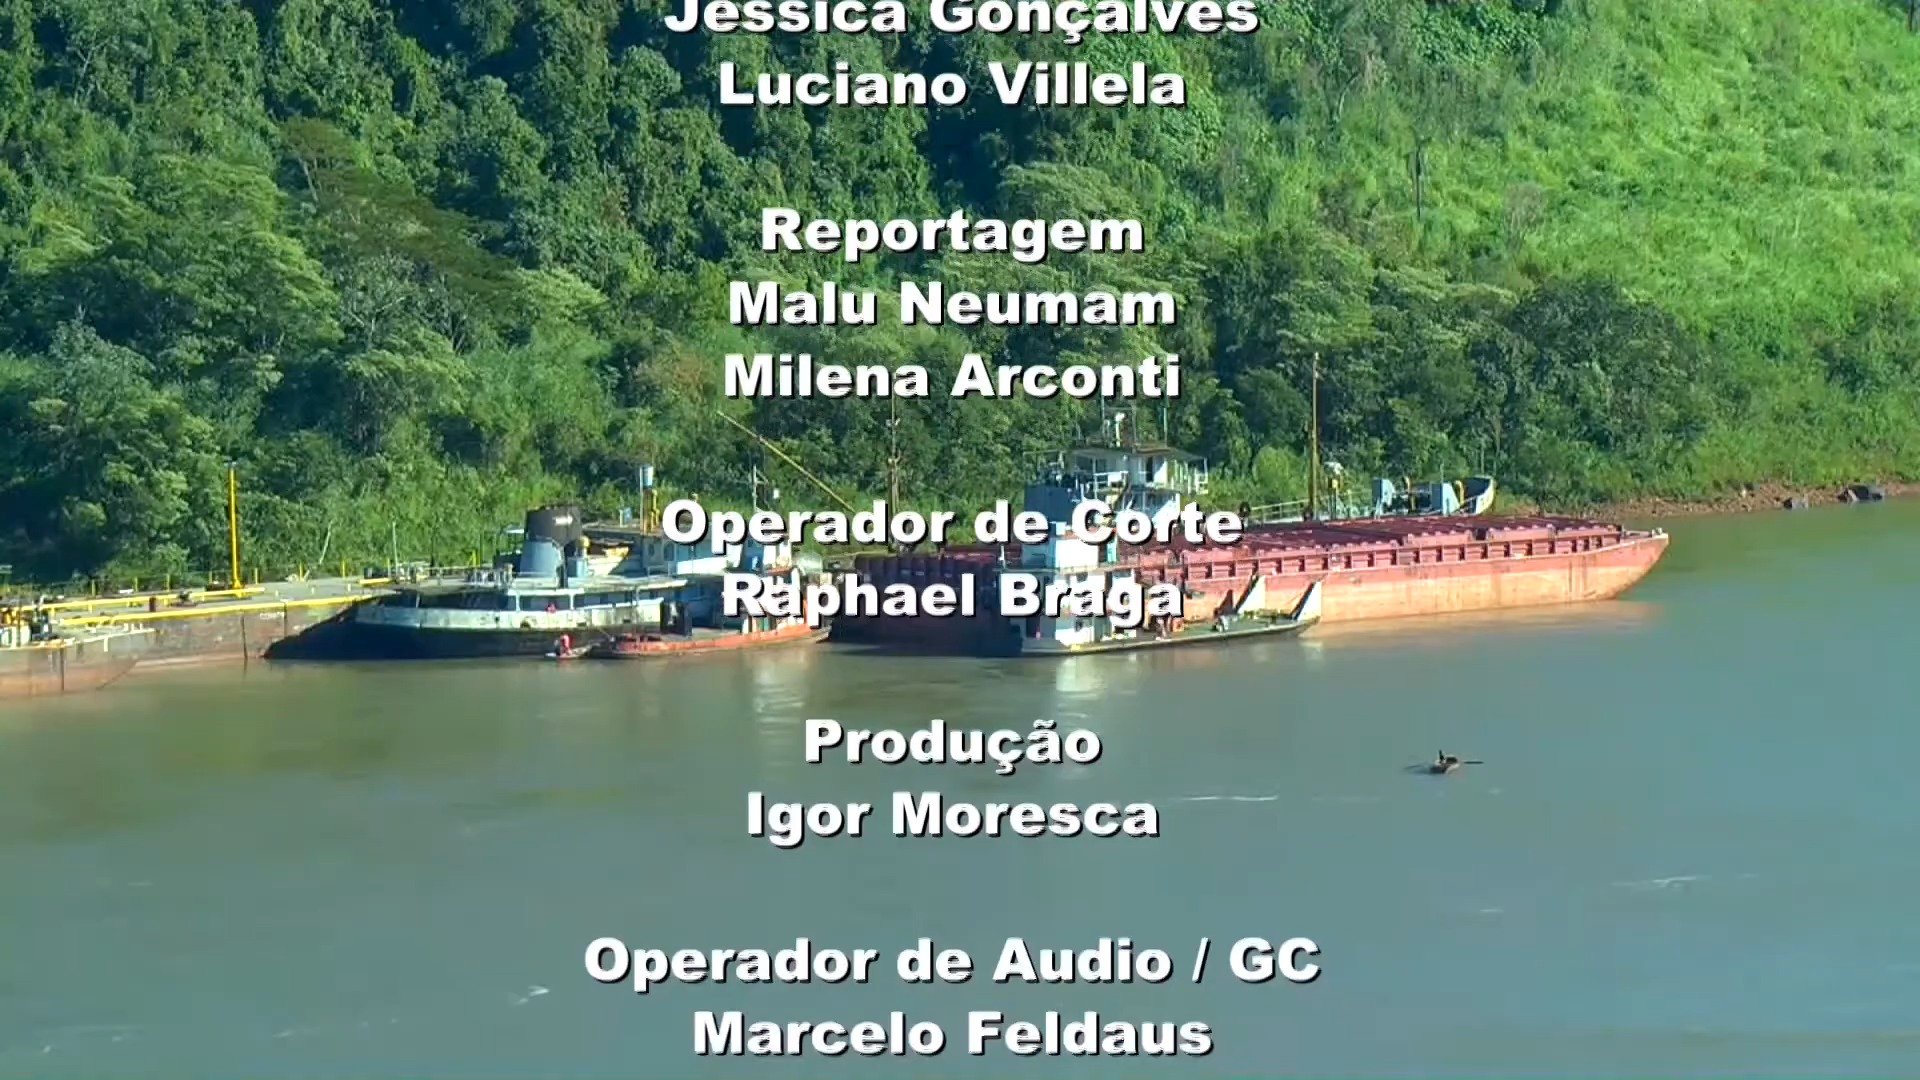 Jéssica Gonçalves
Luciano Villela
Reportagem
Malu Neumam
Milena Arconti
Operador de Corte
Raphael Braga
Produção
Igor Moresca
Operador de Audio / GC
Marcelo Feldaus